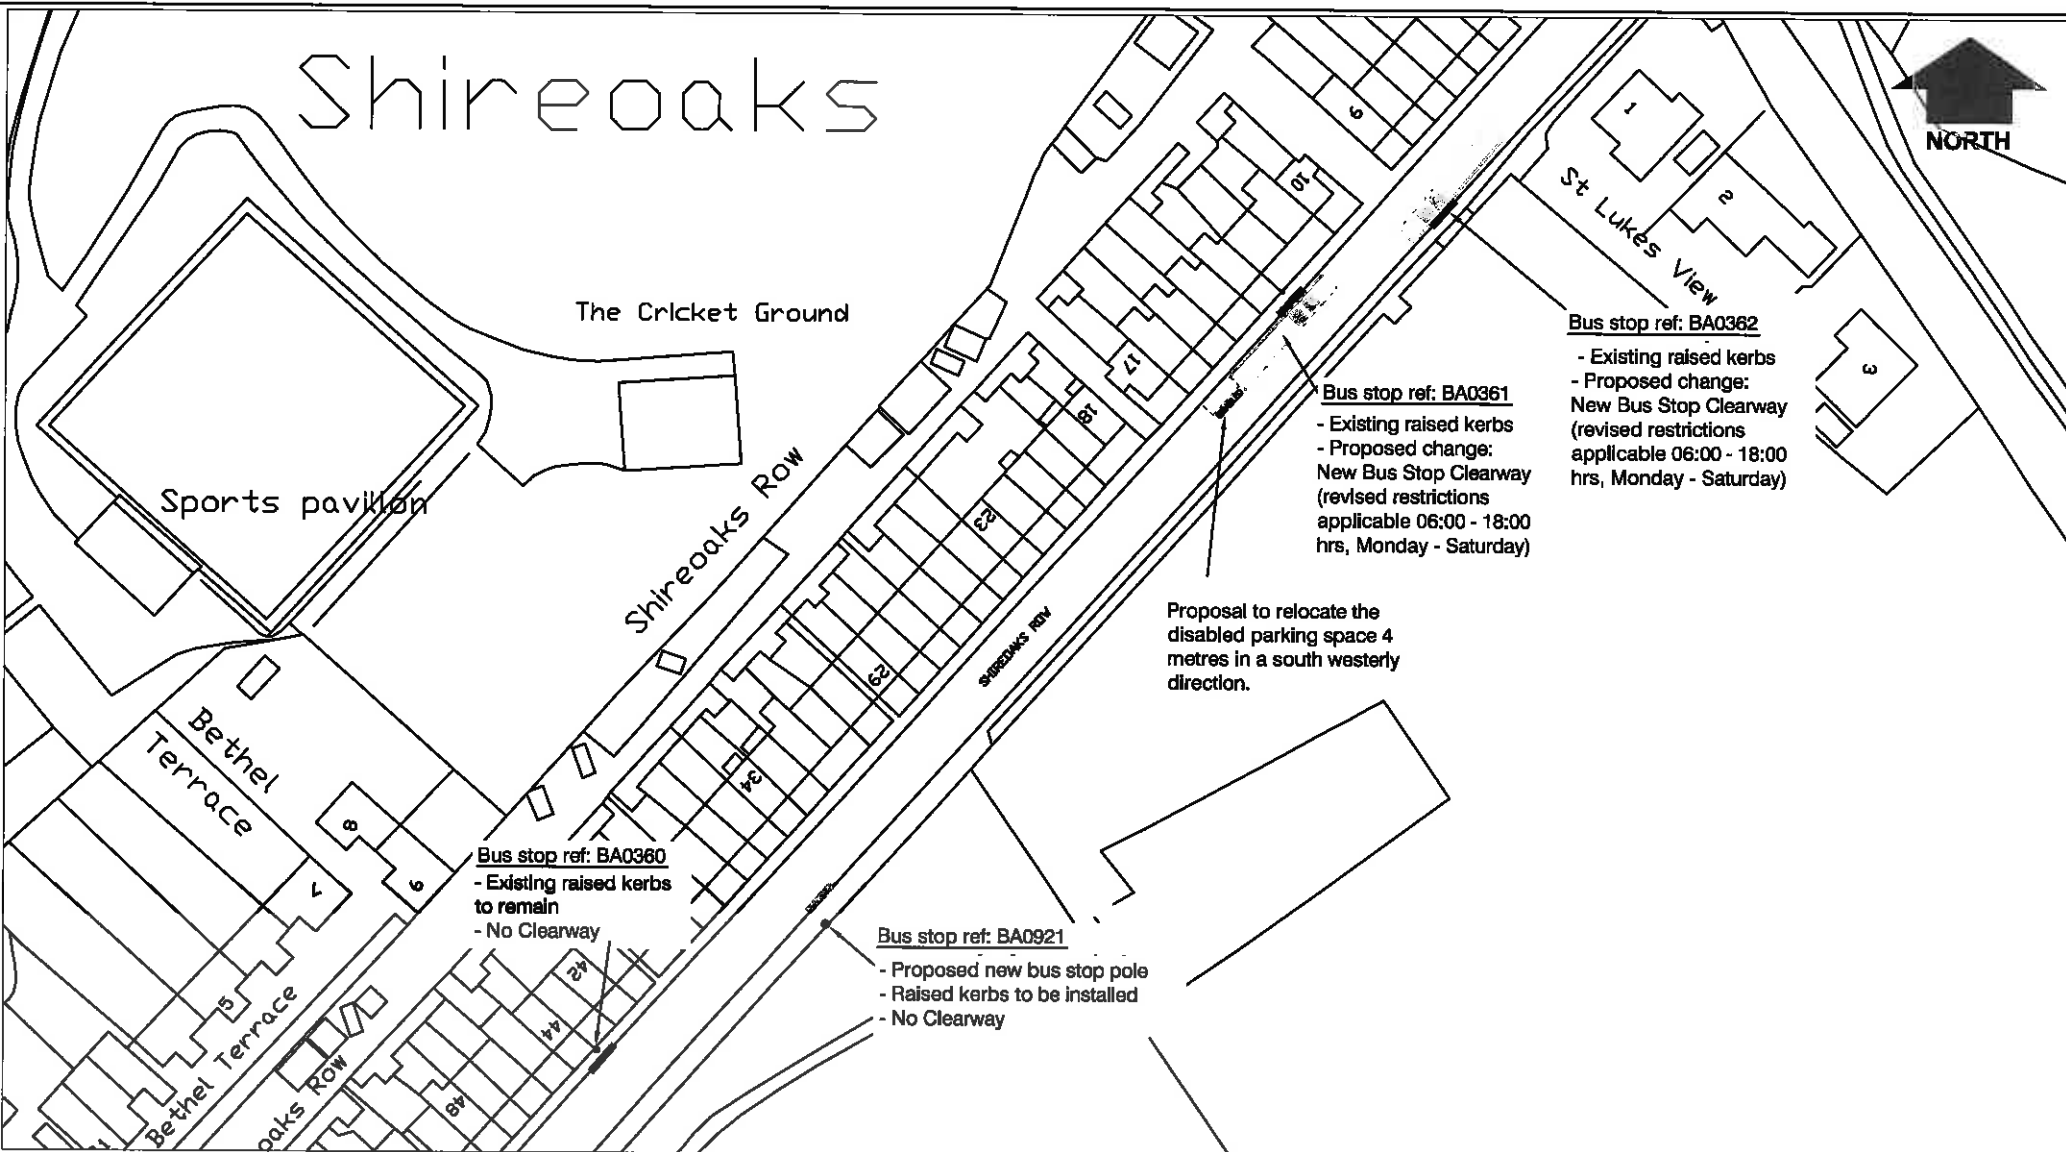 Shireoaks
NORTH
1
2
3
St Lukes View
9
10
17
18
23
29
34
42
44
48
The Cricket Ground
Sports pavilion
Shireoaks Row
Bus stop ref: BA0362
- Existing raised kerbs
- Proposed change:
New Bus Stop Clearway
(revised restrictions
applicable 06:00 - 18:00
hrs, Monday - Saturday)
Bus stop ref: BA0361
- Existing raised kerbs
- Proposed change:
New Bus Stop Clearway
(revised restrictions
applicable 06:00 - 18:00
hrs, Monday - Saturday)
Proposal to relocate the
disabled parking space 4
metres in a south westerly
direction.
SHIREOAKS ROW
Bethel
Terrace
8
9
7
5
Bus stop ref: BA0360
- Existing raised kerbs
to remain
- No Clearway
Bus stop ref: BA0921
- Proposed new bus stop pole
- Raised kerbs to be installed
- No Clearway
Bethel Terrace
oaks Row